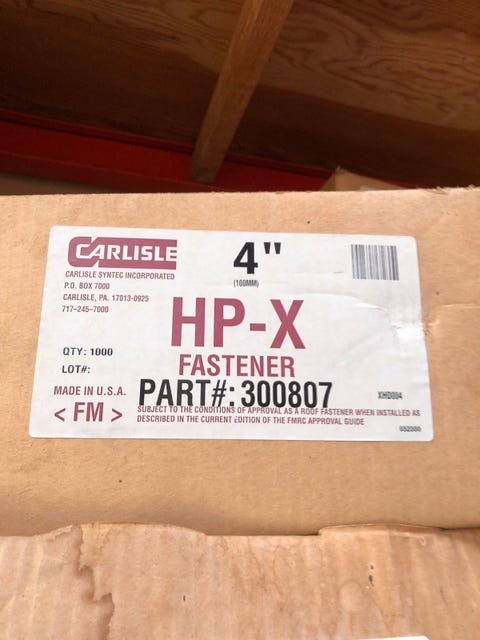 CARLISLE
CARLISLE SYNTEC INCORPORATED
P.O. BOX 7000
CARLISLE, PA. 17013-0925
717-245-7000
4"
(100MM)
HP-X
FASTENER
QTY: 1000
LOT#:
MADE IN U.S.A.
PART#: 300807
XHD004
< FM >
SUBJECT TO THE CONDITIONS OF APPROVAL AS A ROOF FASTENER WHEN INSTALLED AS
DESCRIBED IN THE CURRENT EDITION OF THE FMRC APPROVAL GUIDE